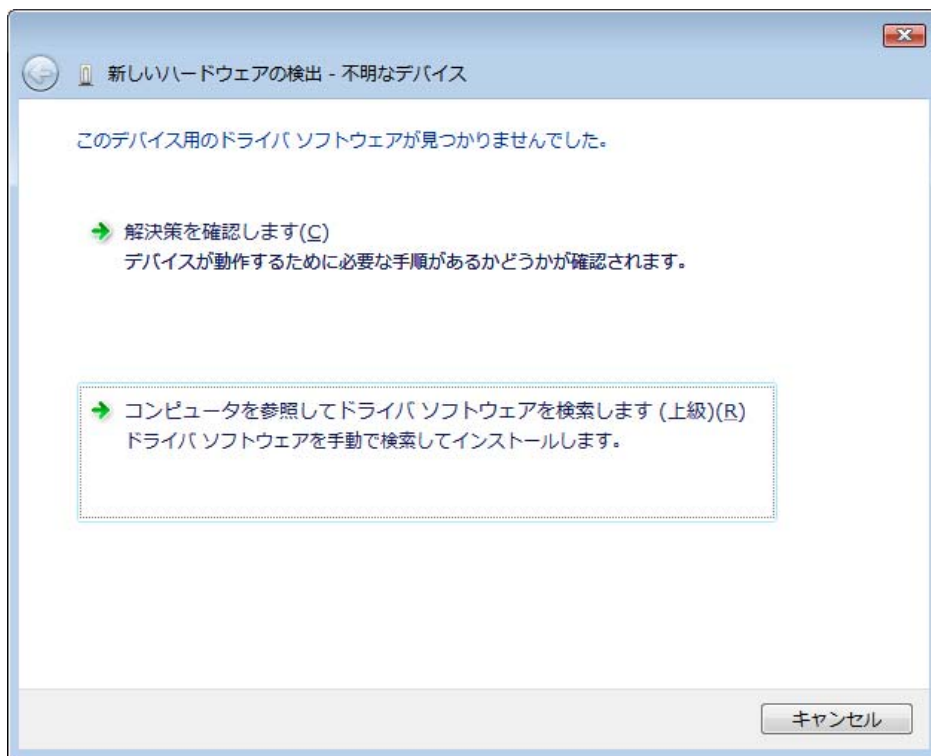 新しいハードウェアの検出 - 不明なデバイス
このデバイス用のドライバ ソフトウェアが見つかりませんでした。
解決策を確認します(C)
デバイスが動作するために必要な手順があるかどうかが確認されます。
コンピュータを参照してドライバ ソフトウェアを検索します (上級)(R)
ドライバ ソフトウェアを手動で検索してインストールします。
キャンセル